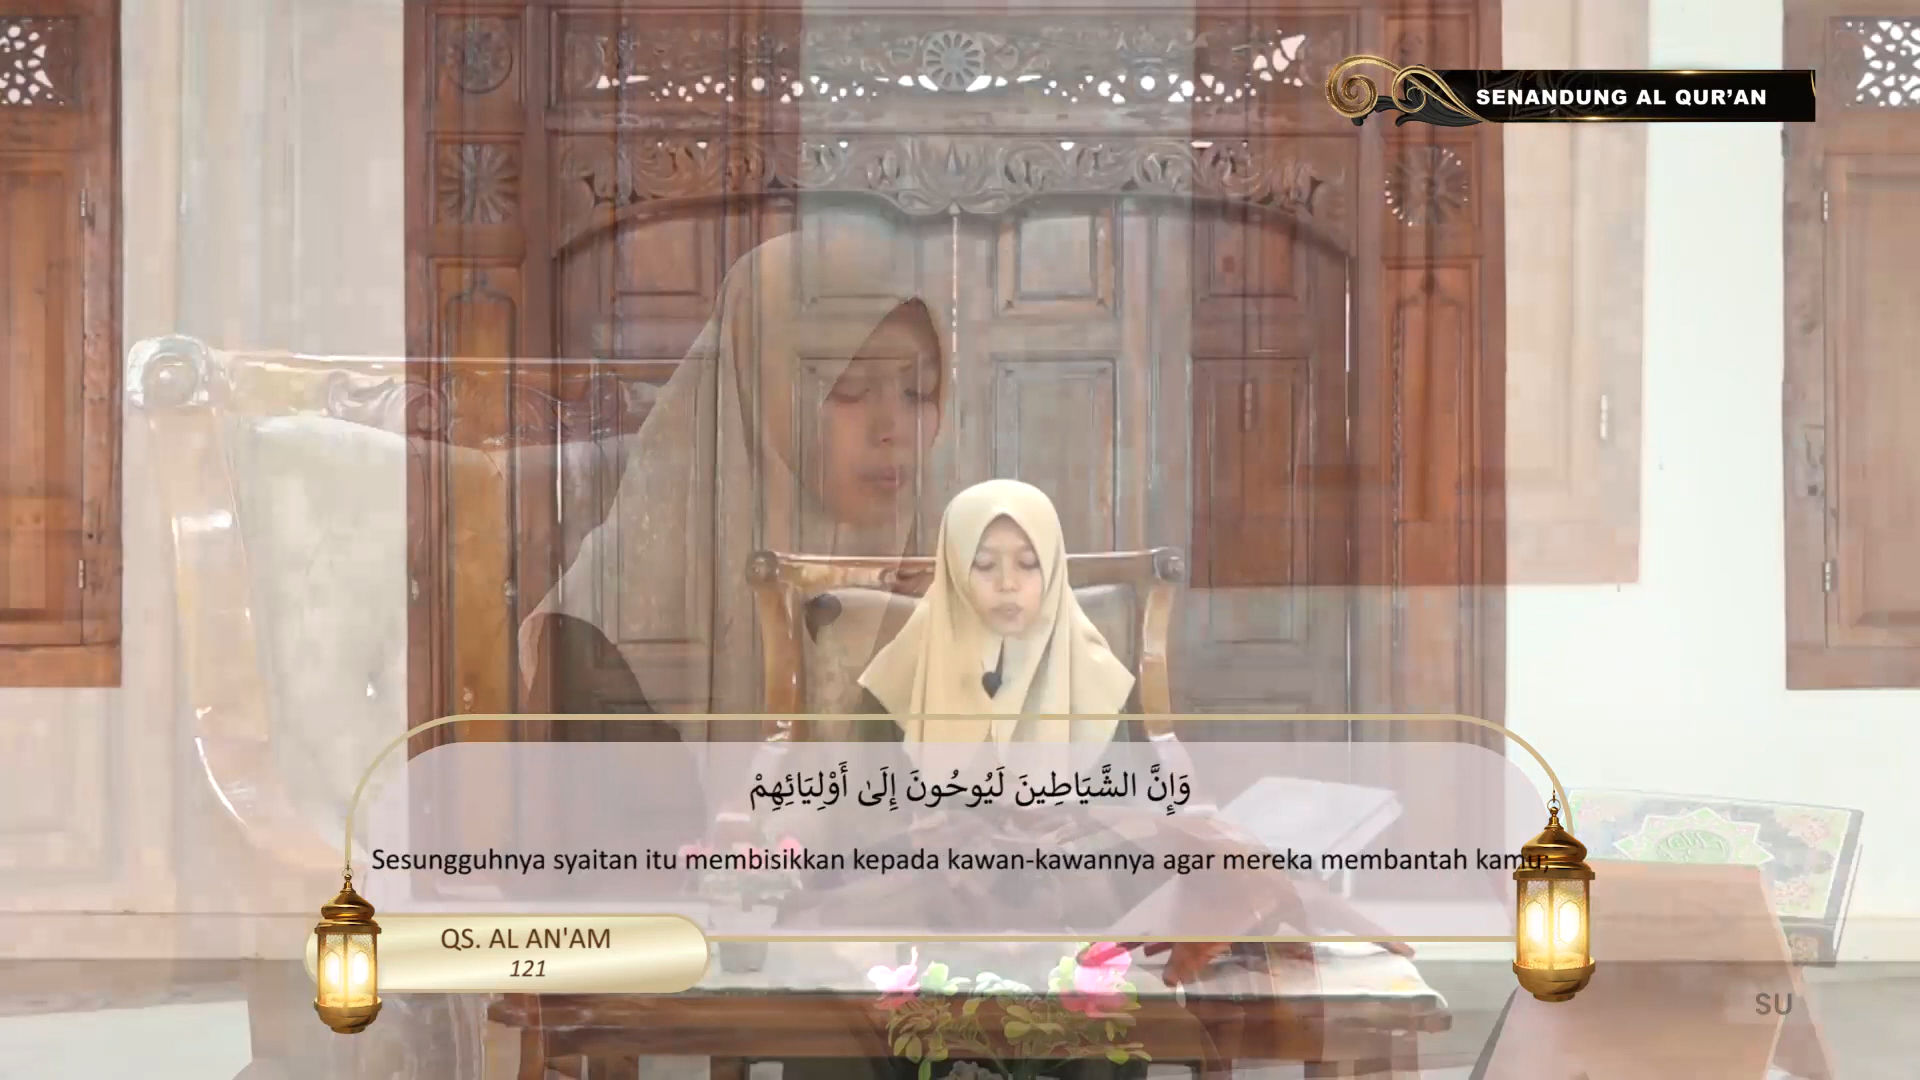 SENANDUNG AL QUR’AN
وَإِنَّ الشَّيَاطِينَ لَيُوحُونَ إِلَىٰ أَوْلِيَائِهِمْ
Sesungguhnya syaitan itu membisikkan kepada kawan-kawannya agar mereka membantah kamu;
QS. AL AN'AM
121
SU